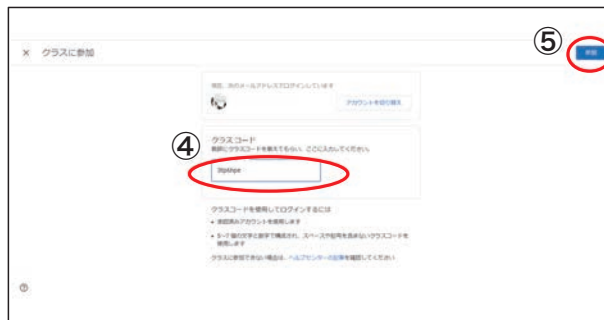 ⑤
× クラスに参加
参加
現在、次のメールアドレスでログインしています
アカウントを切り替え
④
クラスコード
教師にクラスコードを教えてもらい、ここに入力してください。
クラスコードを使用してログインするには
• 承認済みアカウントを使用します
• 5~7 個の文字と数字で構成され、スペースや記号を含まないクラスコードを
使用します
クラスに参加できない場合は、ヘルプセンターの記事を確認してください